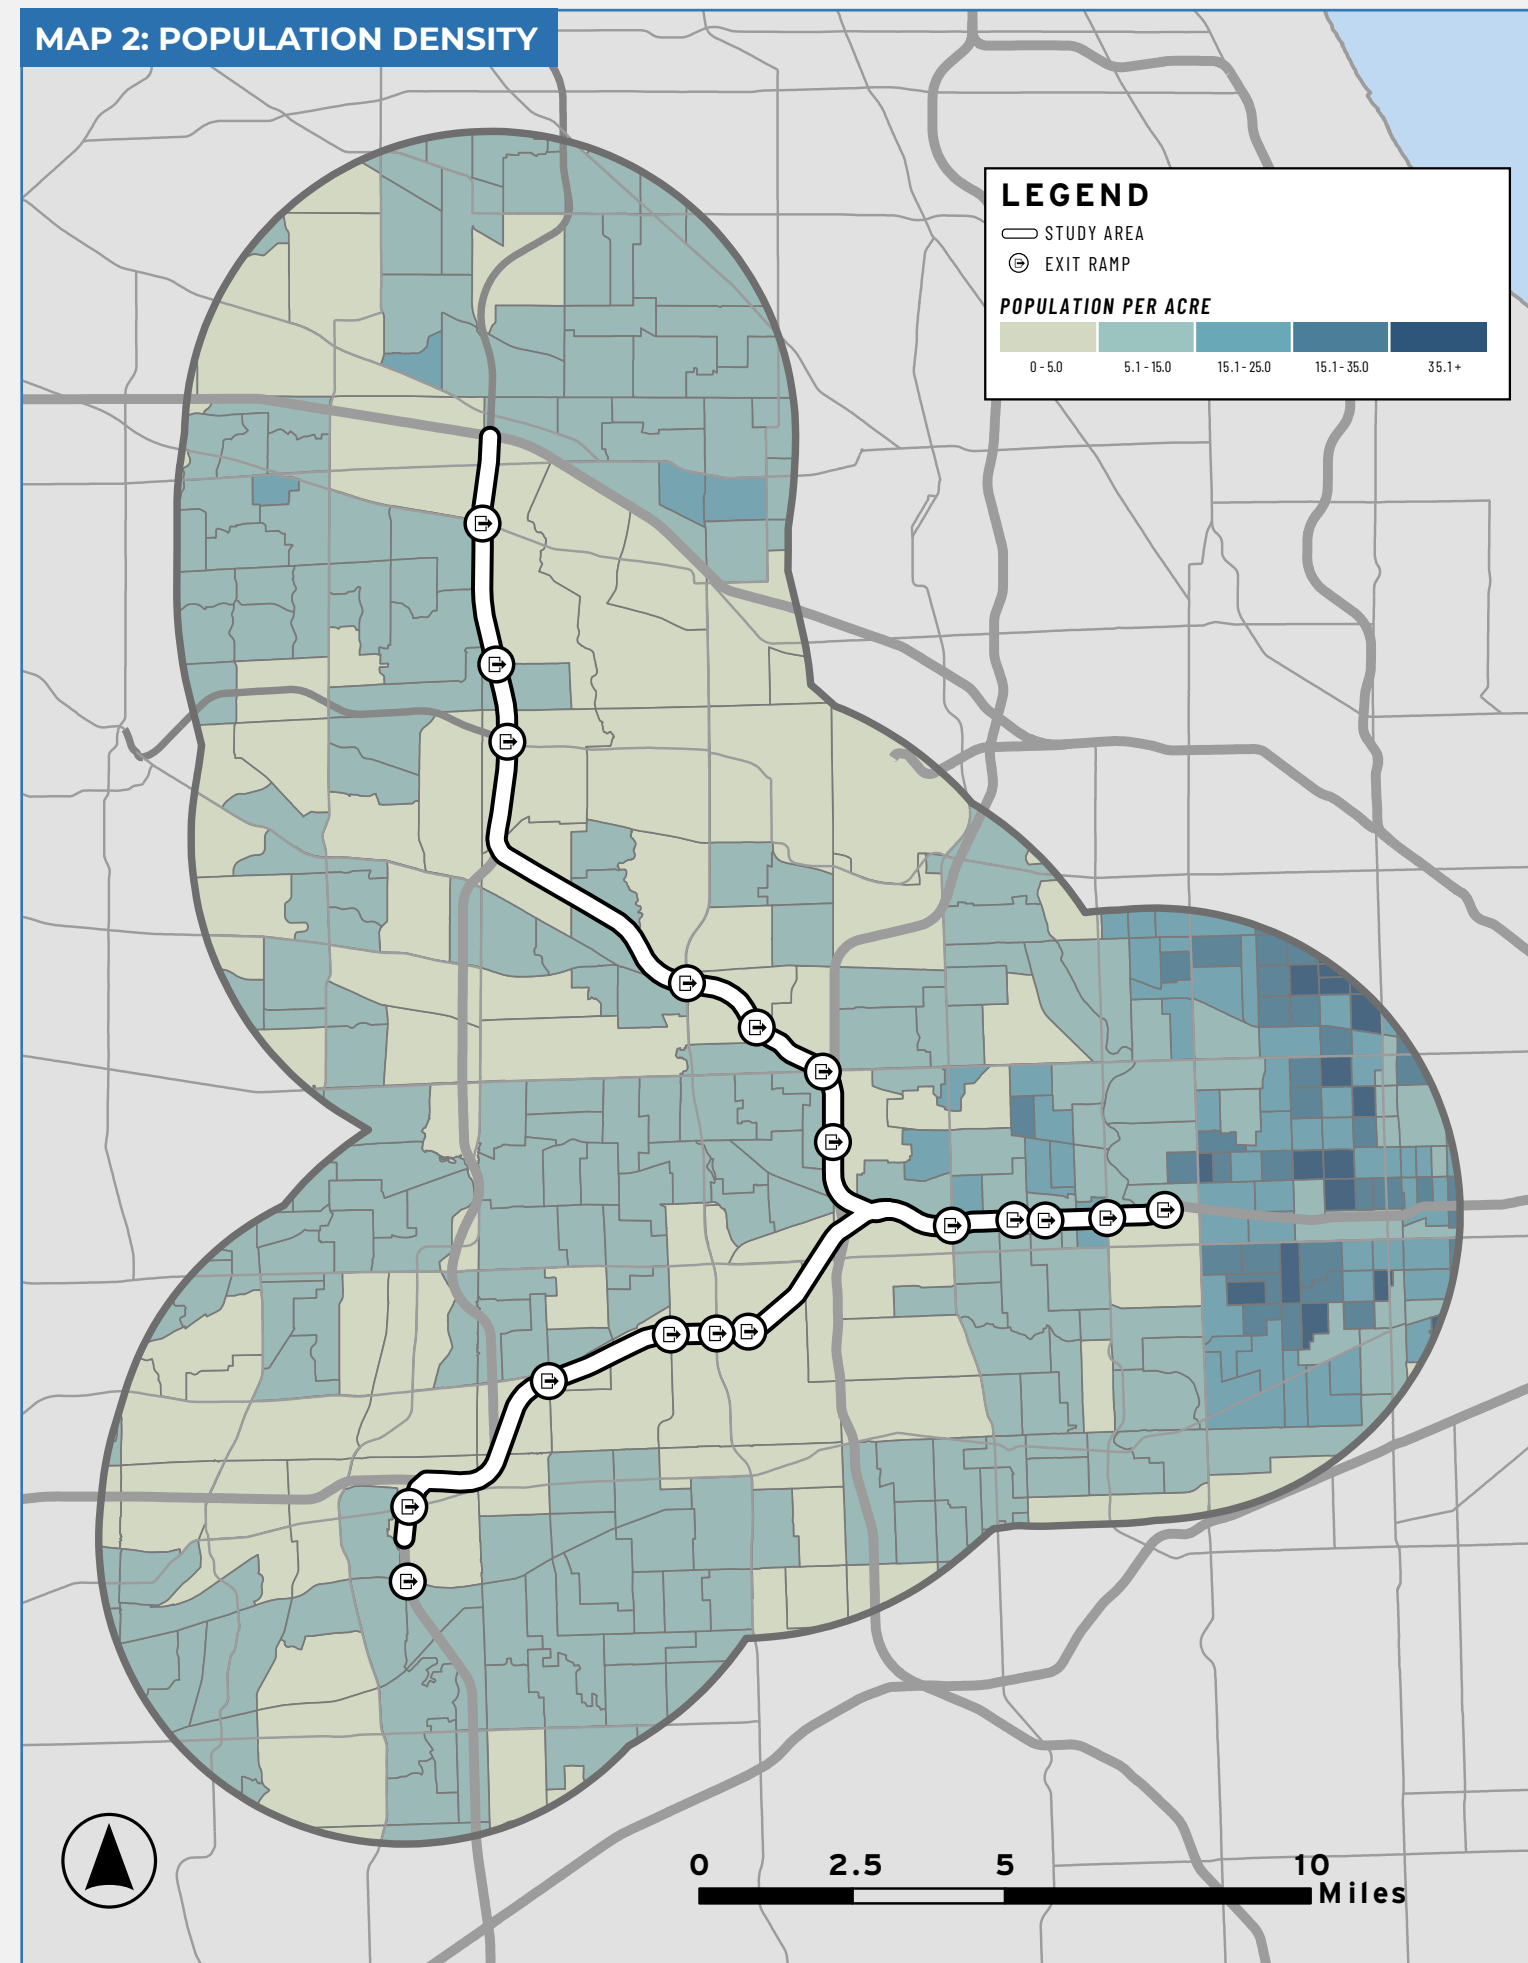 MAP 2: POPULATION DENSITY
LEGEND
STUDY AREA
EXIT RAMP
POPULATION PER ACRE
0 - 5.0
5.1 - 15.0
15.1 - 25.0
15.1 - 35.0
35.1 +
0 2.5 5 10
Miles